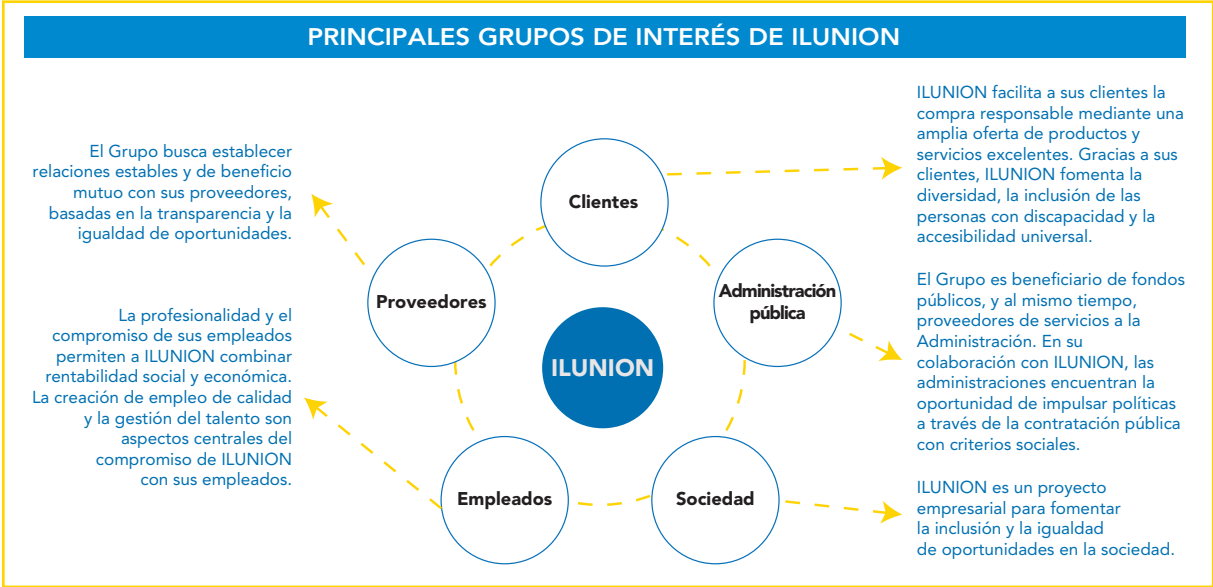 PRINCIPALES GRUPOS DE INTERÉS DE ILUNION
El Grupo busca establecer
relaciones estables y de beneficio
mutuo con sus proveedores,
basadas en la transparencia y la
igualdad de oportunidades.
La profesionalidad y el
compromiso de sus empleados
permiten a ILUNION combinar
rentabilidad social y económica.
La creación de empleo de calidad
y la gestión del talento son
aspectos centrales del
compromiso de ILUNION
con sus empleados.
Clientes
Proveedores
Administración
pública
ILUNION
Empleados
Sociedad
ILUNION facilita a sus clientes la
compra responsable mediante una
amplia oferta de productos y
servicios excelentes. Gracias a sus
clientes, ILUNION fomenta la
diversidad, la inclusión de las
personas con discapacidad y la
accesibilidad universal.
El Grupo es beneficiario de fondos
públicos, y al mismo tiempo,
proveedores de servicios a la
Administración. En su
colaboración con ILUNION, las
administraciones encuentran la
oportunidad de impulsar políticas
a través de la contratación pública
con criterios sociales.
ILUNION es un proyecto
empresarial para fomentar
la inclusión y la igualdad
de oportunidades en la sociedad.